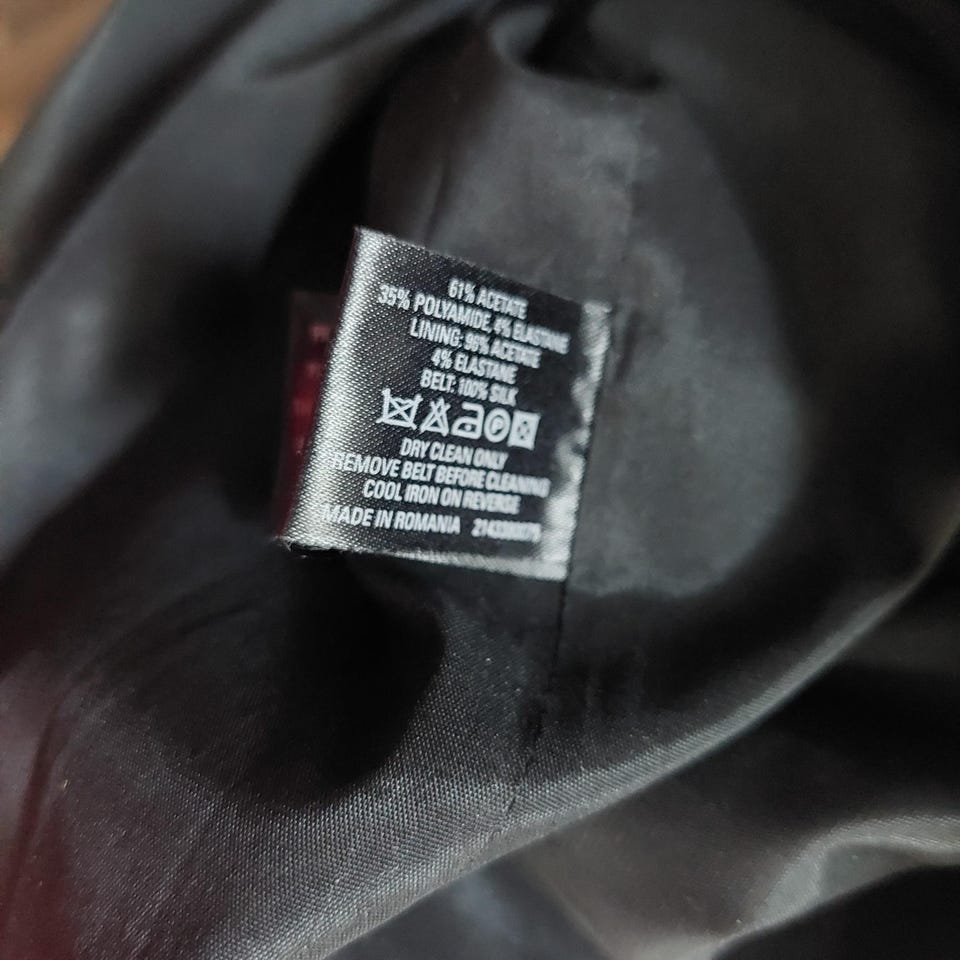 61% ACETATE
35% POLYAMIDE, 4% ELASTANE
LINING: 96% ACETATE
4% ELASTANE
BELT: 100% SILK
P
DRY CLEAN ONLY
REMOVE BELT BEFORE CLEANING
COOL IRON ON REVERSE
MADE IN ROMANIA